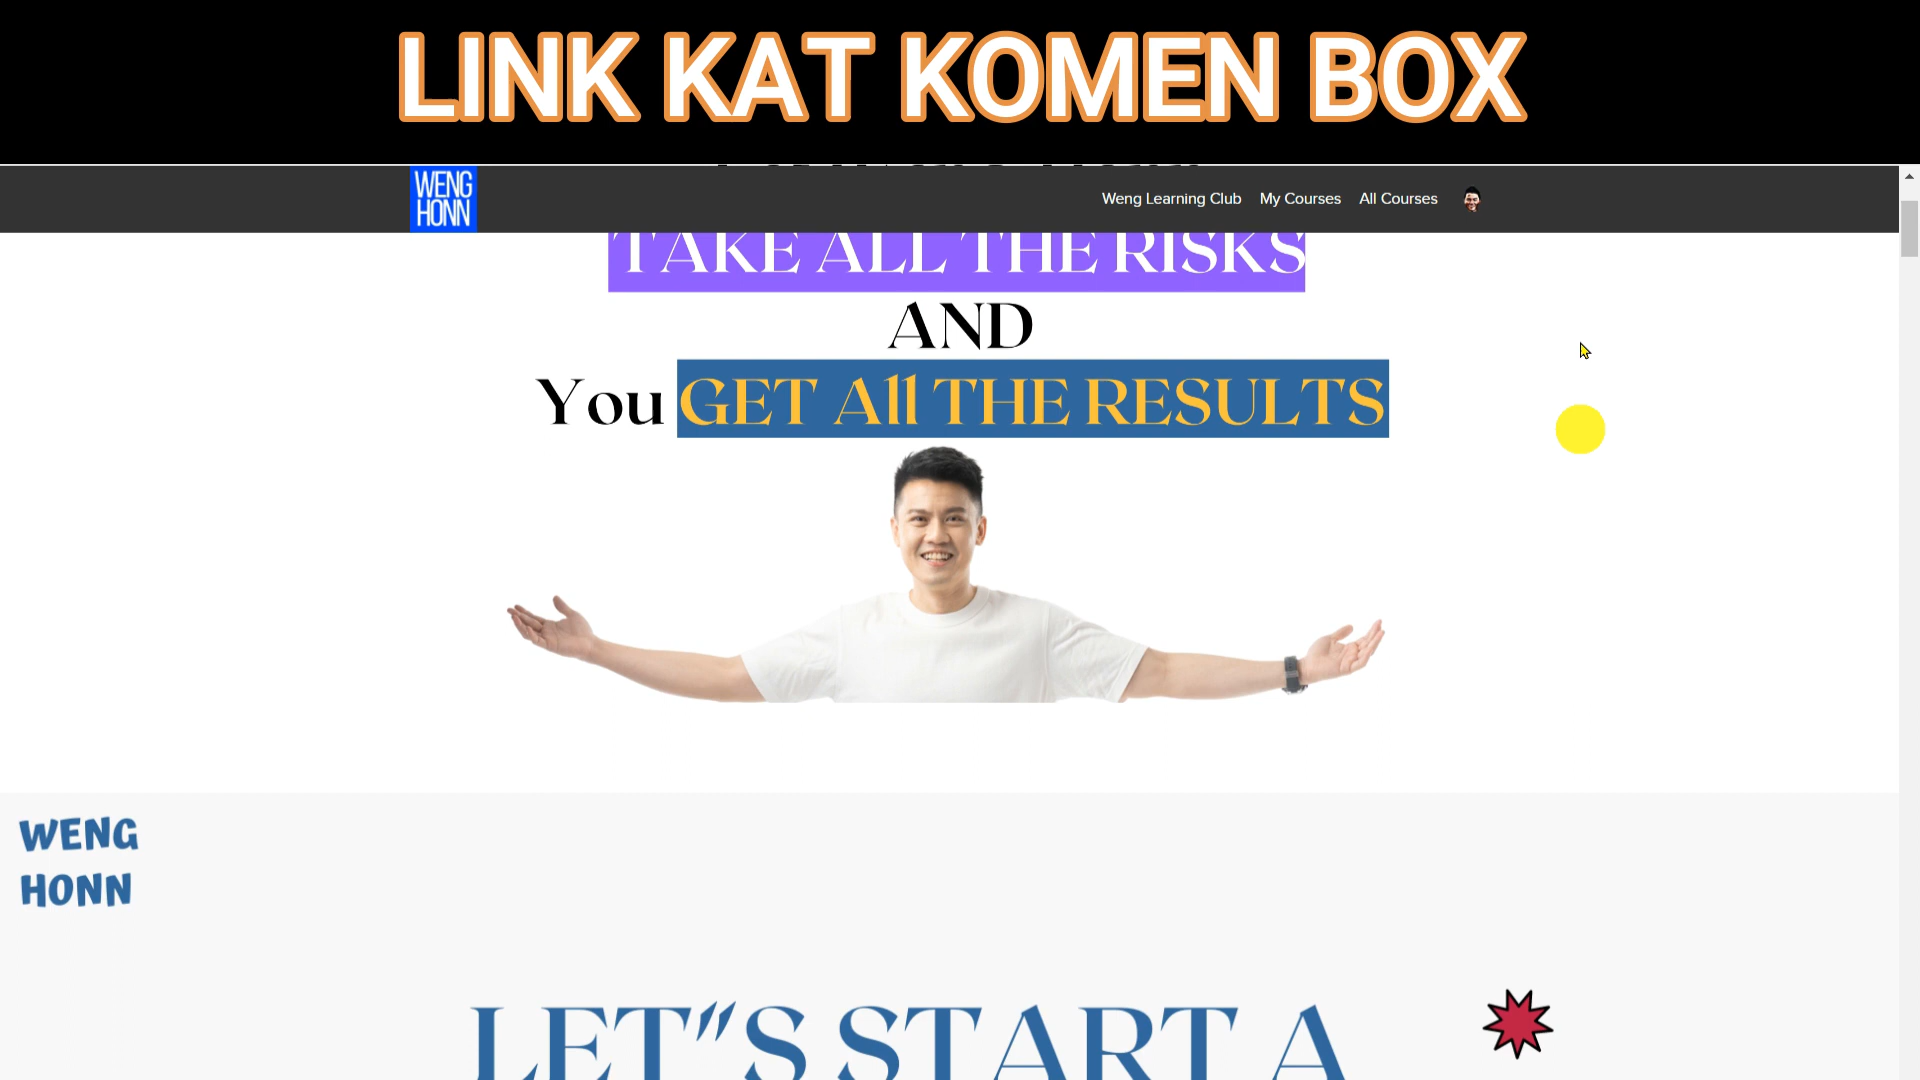 LINK KAT KOMEN BOX
WENG
HONN
Weng Learning Club My Courses All Courses
TAKE ALL THE RISKS
AND
You GET All THE RESULTS
WENG
HONN
LET"S START A